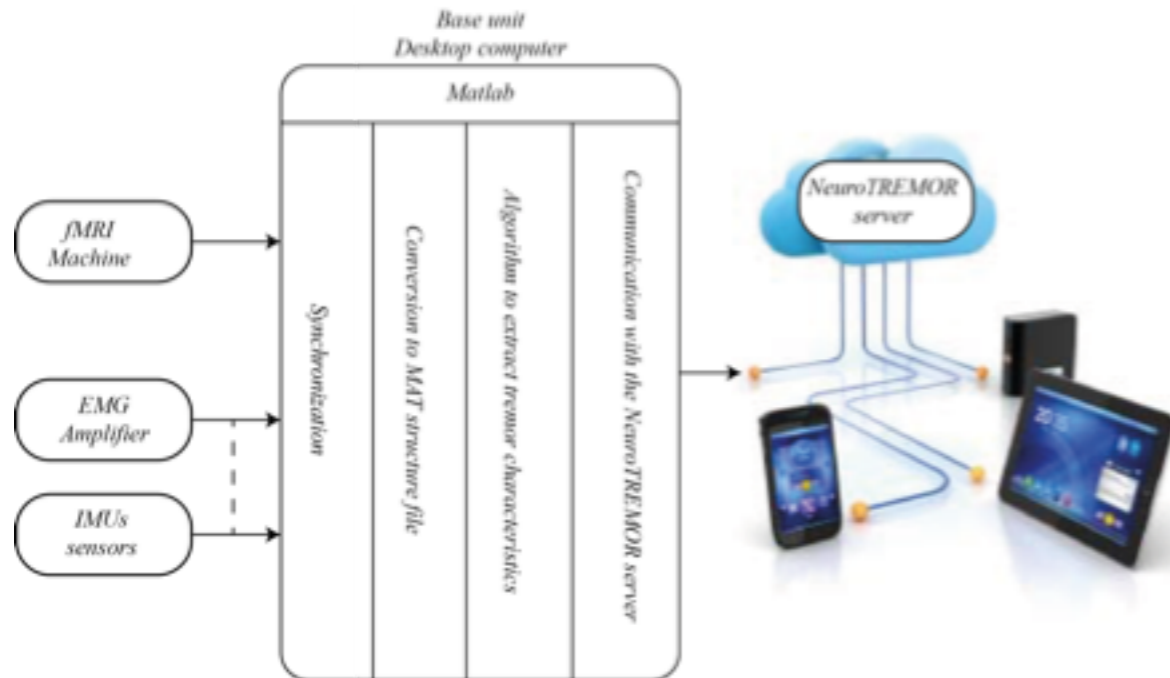 Base unit
Desktop computer
Matlab
fMRI
Machine
EMG
Amplifier
IMUs
sensors
Synchronization
Conversion to MAT structure file
Algorithm to extract tremor characteristics
Communication with the NeuroTREMOR server
NeuroTREMOR
server